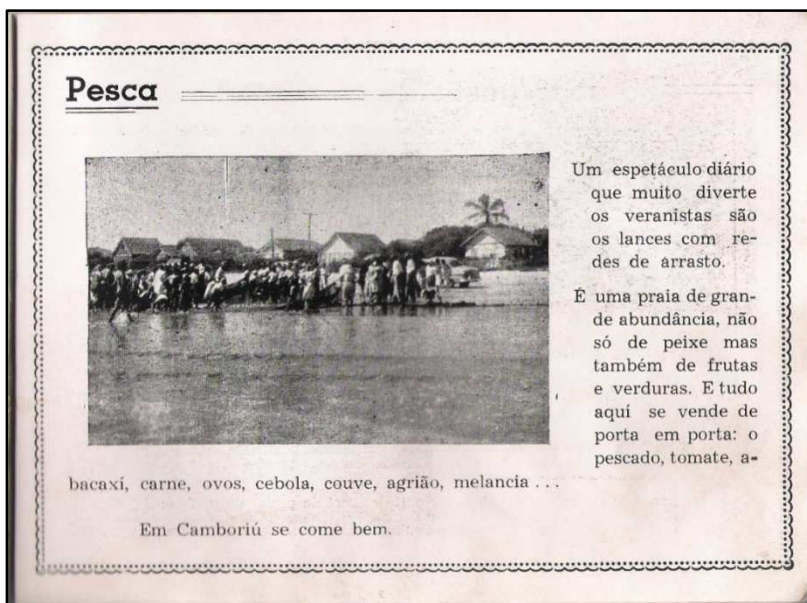 Pesca
Um espetáculo diário
que muito diverte
os veranistas são
os lances com re-
des de arrasto.
É uma praia de gran-
de abundância, não
só de peixe mas
também de frutas
e verduras. E tudo
aquí se vende de
porta em porta: o
pescado, tomate, a-
bacaxí, carne, ovos, cebola, couve, agrião, melancia . . .
Em Camboriú se come bem.